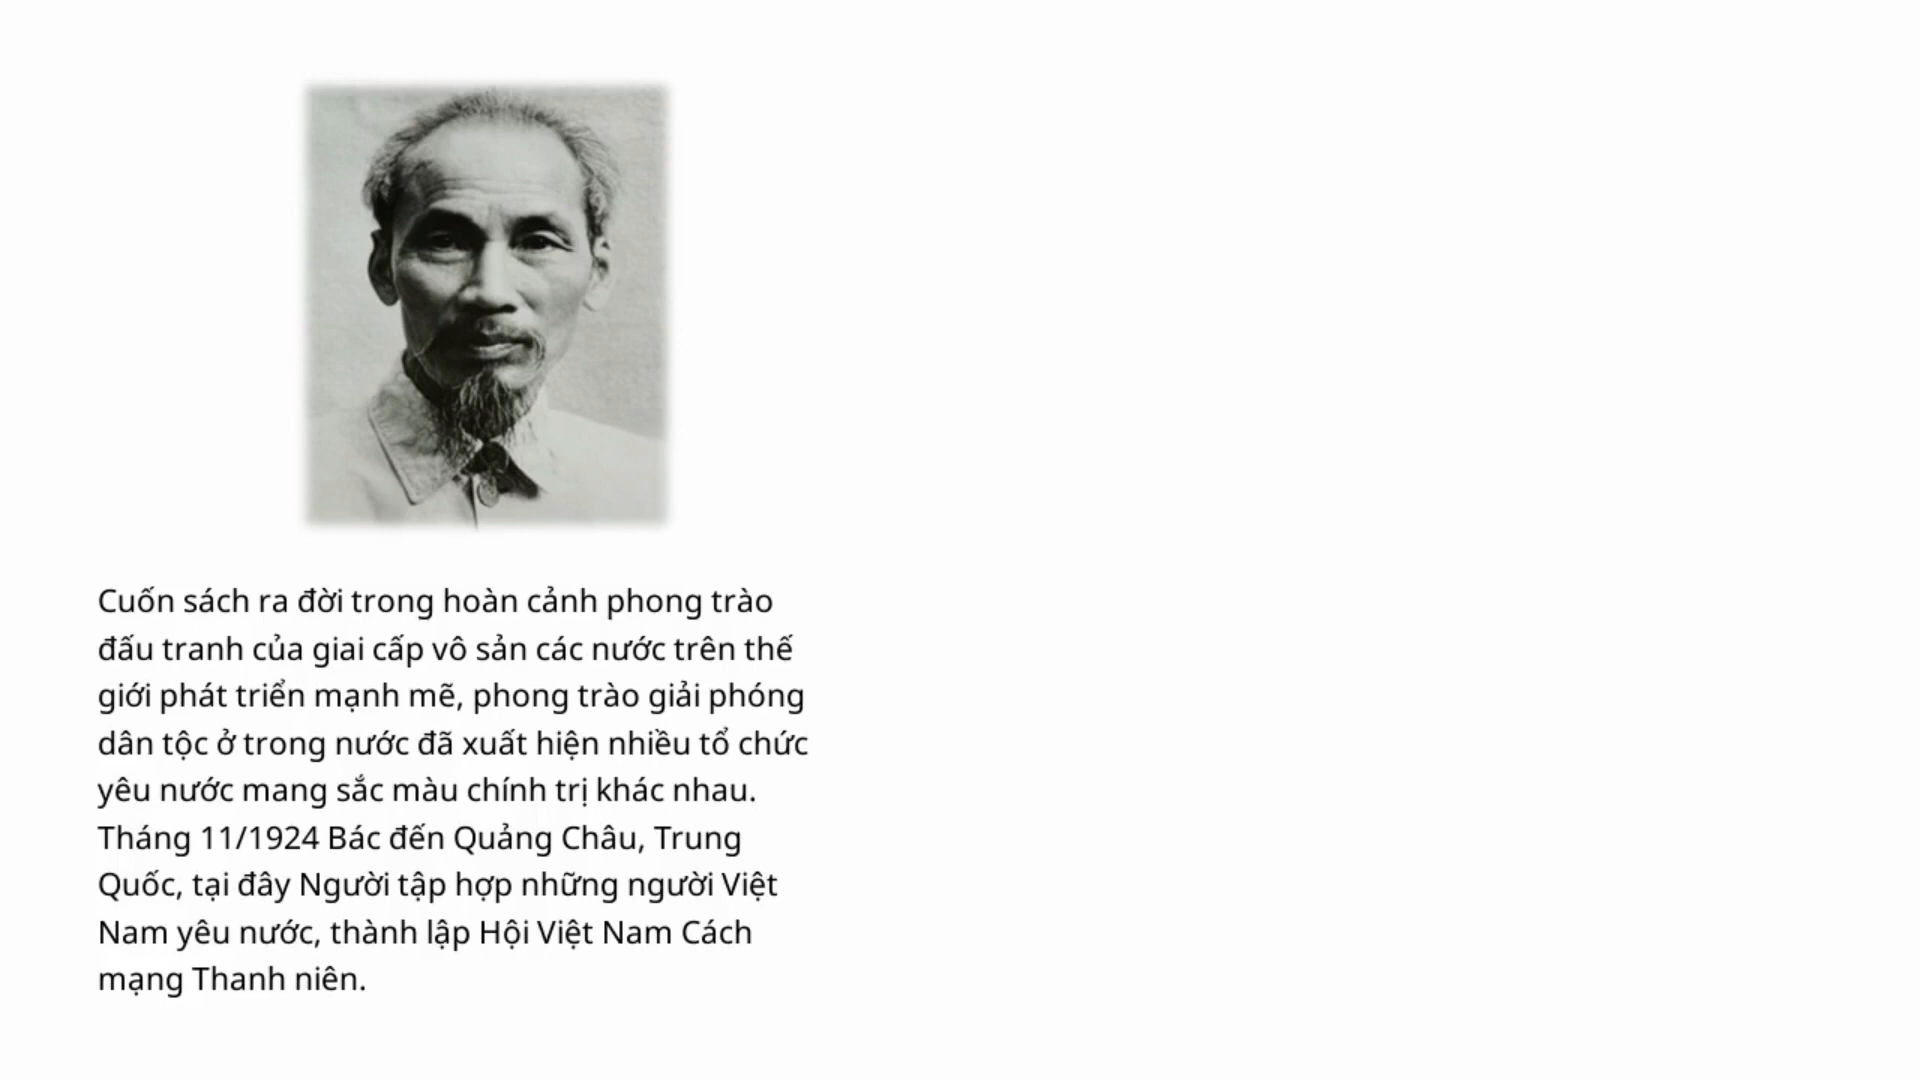 Cuốn sách ra đời trong hoàn cảnh phong trào
đấu tranh của giai cấp vô sản các nước trên thế
giới phát triển mạnh mẽ, phong trào giải phóng
dân tộc ở trong nước đã xuất hiện nhiều tổ chức
yêu nước mang sắc màu chính trị khác nhau.
Tháng 11/1924 Bác đến Quảng Châu, Trung
Quốc, tại đây Người tập hợp những người Việt
Nam yêu nước, thành lập Hội Việt Nam Cách
mạng Thanh niên.